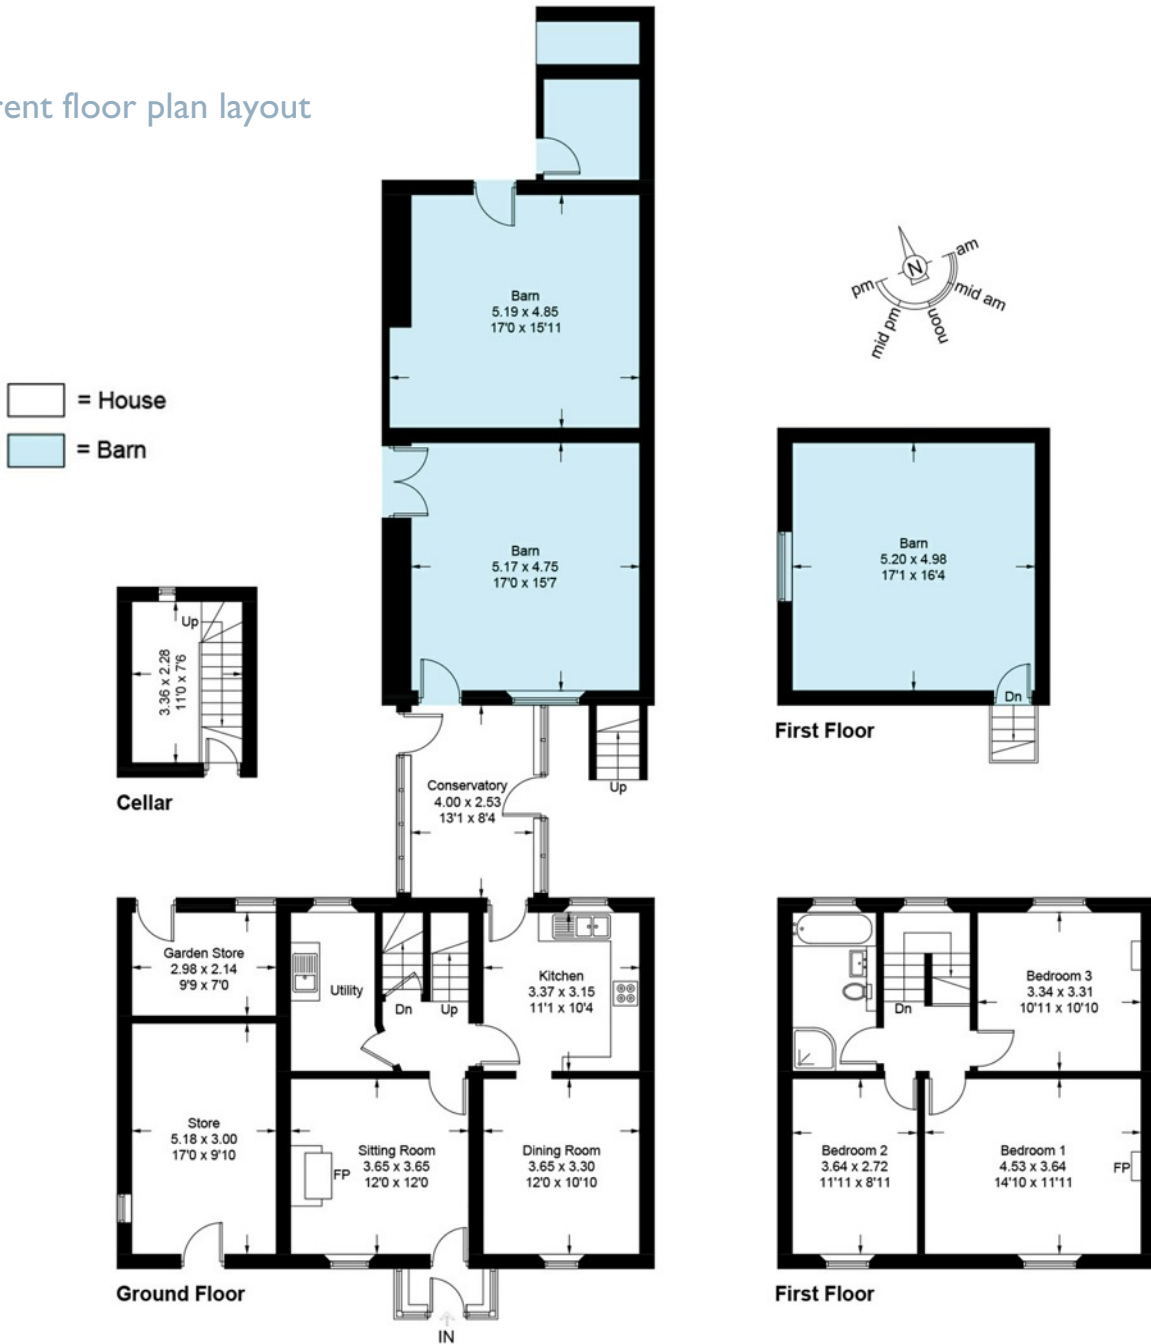 rent floor plan layout
= House
= Barn
Barn
5.19 x 4.85
17'0 x 15'11
N
am
mid am
noon
mid pm
pm
Barn
5.17 x 4.75
17'0 x 15'7
Barn
5.20 x 4.98
17'1 x 16'4
Dn
First Floor
Up
3.36 x 2.28
11'0 x 7'6
Cellar
Conservatory
4.00 x 2.53
13'1 x 8'4
Up
Garden Store
2.98 x 2.14
9'9 x 7'0
Utility
Dn
Up
Kitchen
3.37 x 3.15
11'1 x 10'4
Store
5.18 x 3.00
17'0 x 9'10
Sitting Room
3.65 x 3.65
12'0 x 12'0
FP
Dining Room
3.65 x 3.30
12'0 x 10'10
IN
Ground Floor
Dn
Bedroom 3
3.34 x 3.31
10'11 x 10'10
Bedroom 2
3.64 x 2.72
11'11 x 8'11
Bedroom 1
4.53 x 3.64
14'10 x 11'11
FP
First Floor